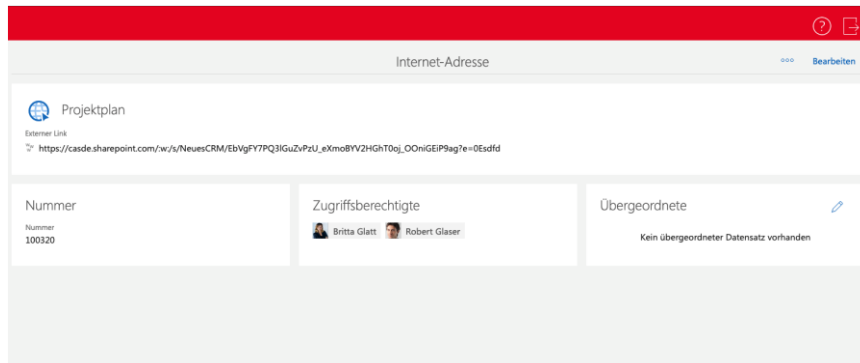 Internet-Adresse
Bearbeiten
Projektplan
Externer Link
https://casde.sharepoint.com/:w:/s/NeuesCRM/EbVgFY7PQ3lGuZvPzU_eXmoBYV2HGhT0oj_OOniGEiP9ag?e=0Esdfd
Nummer
Nummer
100320
Zugriffsberechtigte
Britta Glatt Robert Glaser
Übergeordnete
Kein übergeordneter Datensatz vorhanden